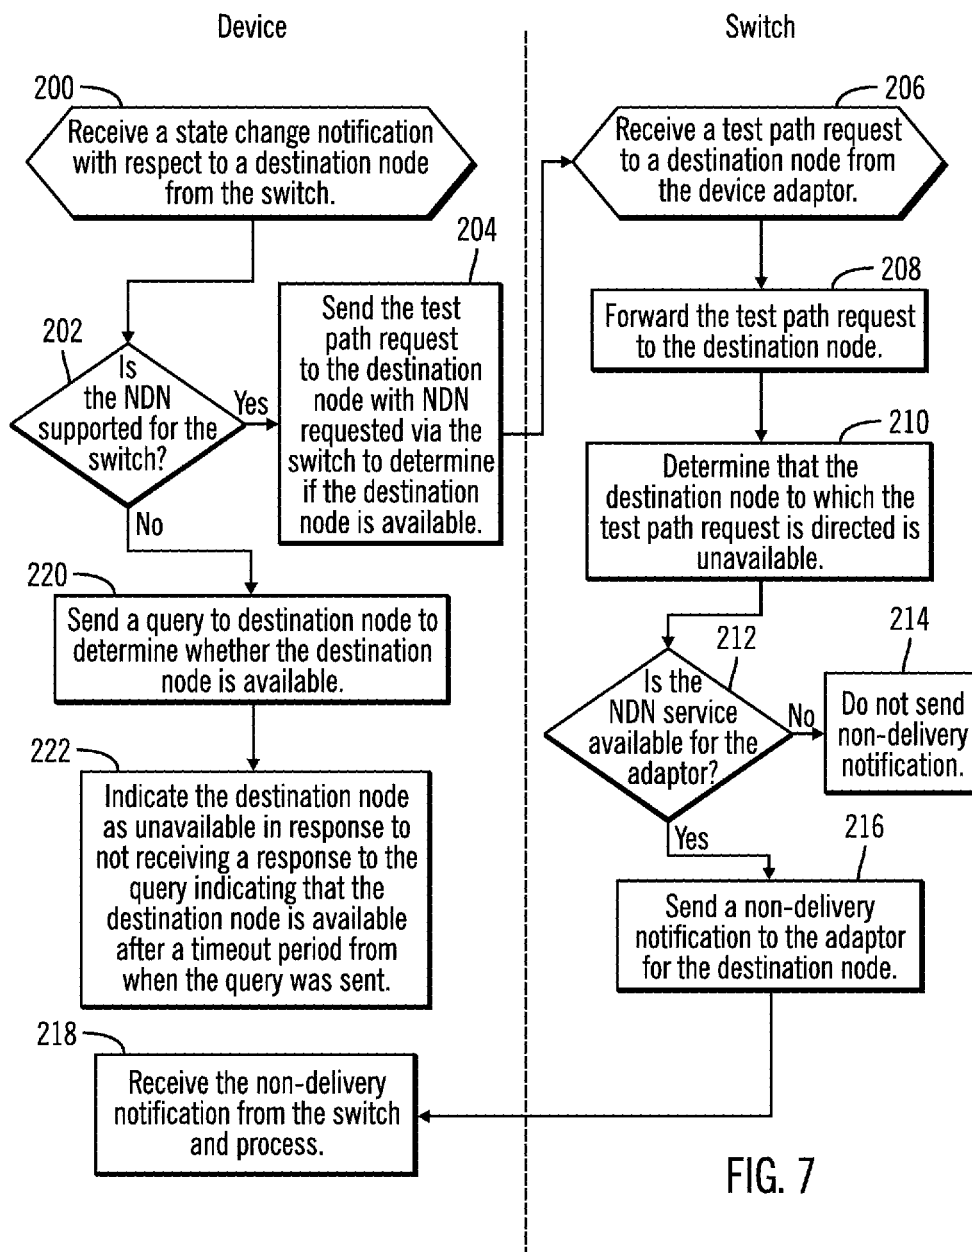 Device
Switch
200
Receive a state change notification
with respect to a destination node
from the switch.
206
Receive a test path request
to a destination node from
the device adaptor.
204
Send the test
path request
to the destination
node with NDN
requested via the
switch to determine
if the destination
node is available.
208
Forward the test path request
to the destination node.
202
Is
the NDN
supported for the
switch?
Yes
No
210
Determine that the
destination node to which the
test path request is directed is
unavailable.
220
Send a query to destination node to
determine whether the destination
node is available.
212
Is the
NDN service
available for the
adaptor?
No
Yes
214
Do not send
non-delivery
notification.
222
Indicate the destination node
as unavailable in response to
not receiving a response to the
query indicating that the
destination node is available
after a timeout period from
when the query was sent.
216
Send a non-delivery
notification to the adaptor
for the destination node.
218
Receive the non-delivery
notification from the switch
and process.
FIG. 7